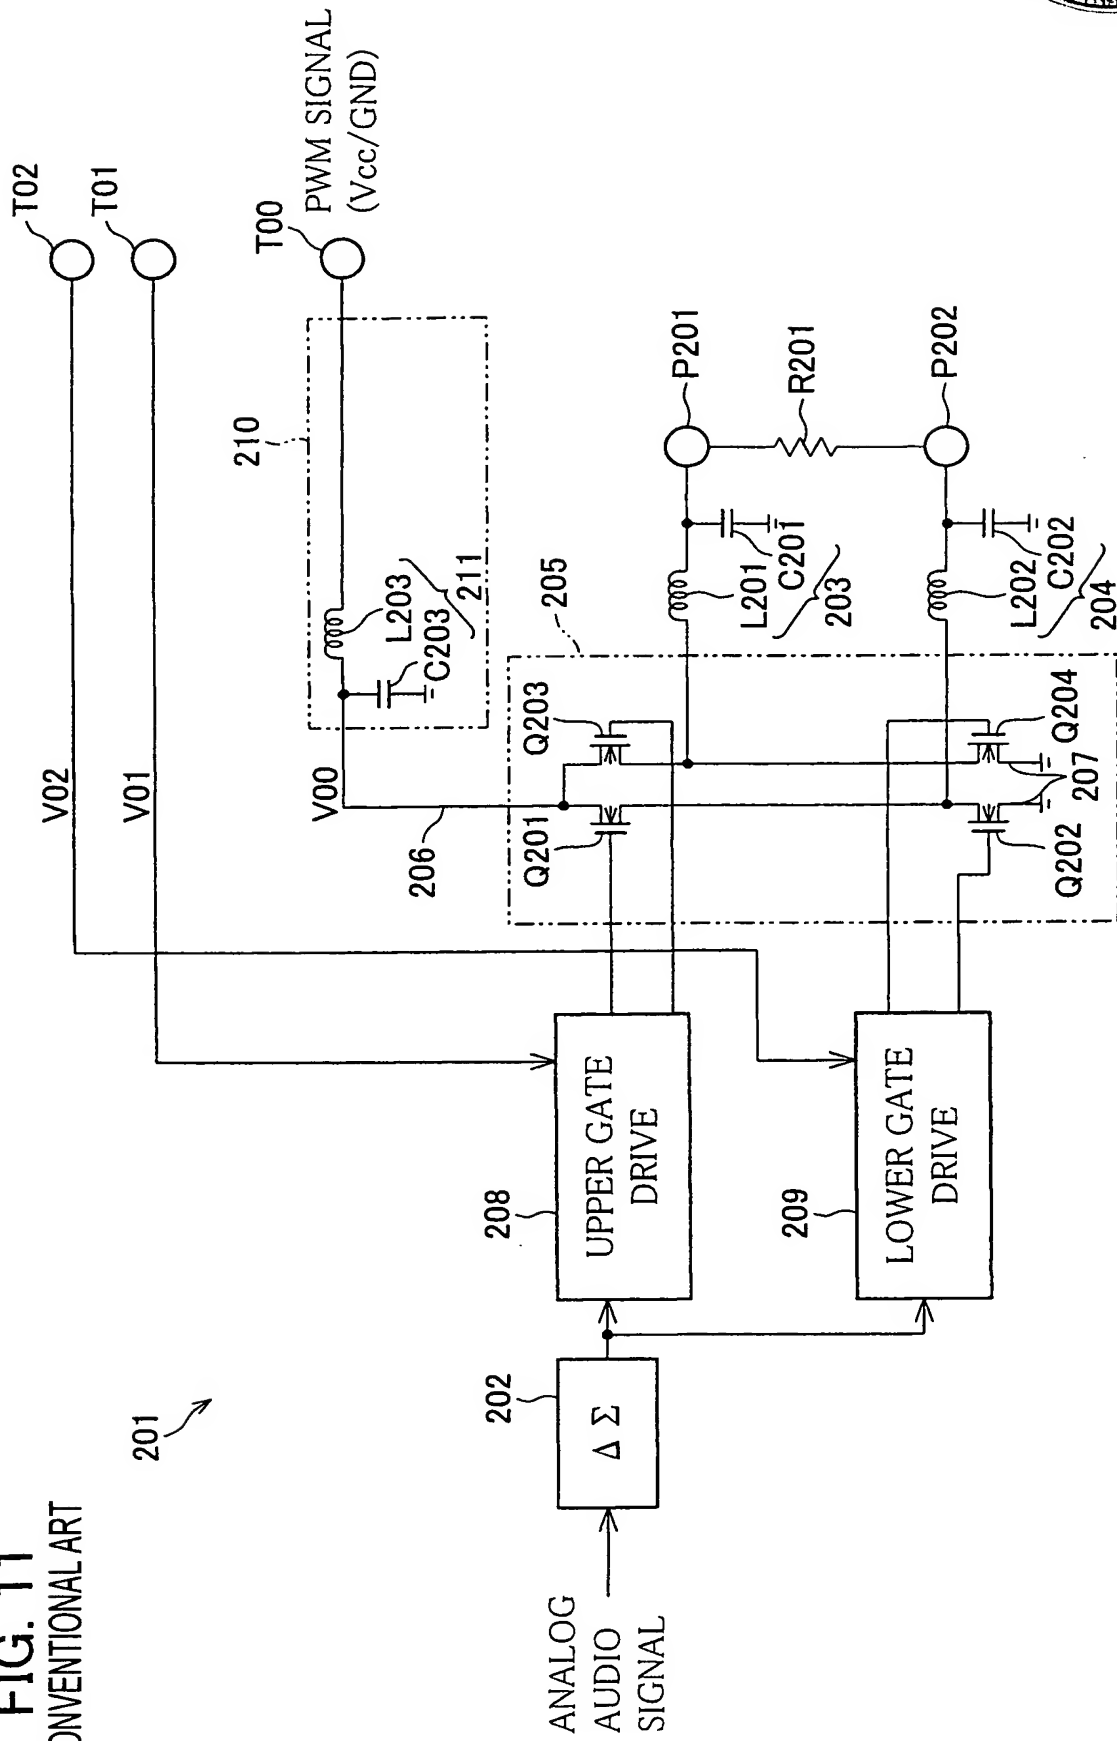 FIG. 11
ONVENTIONAL ART
201
T02
T01
V02
V01
V00
T00
PWM SIGNAL
(Vcc/GND)
210
L203
C203
211
206
205
Q201
Q203
Q202
Q204
207
P201
R201
P202
L201
C201
203
L202
C202
204
208
UPPER GATE
DRIVE
209
LOWER GATE
DRIVE
202
Δ Σ
ANALOG
AUDIO
SIGNAL